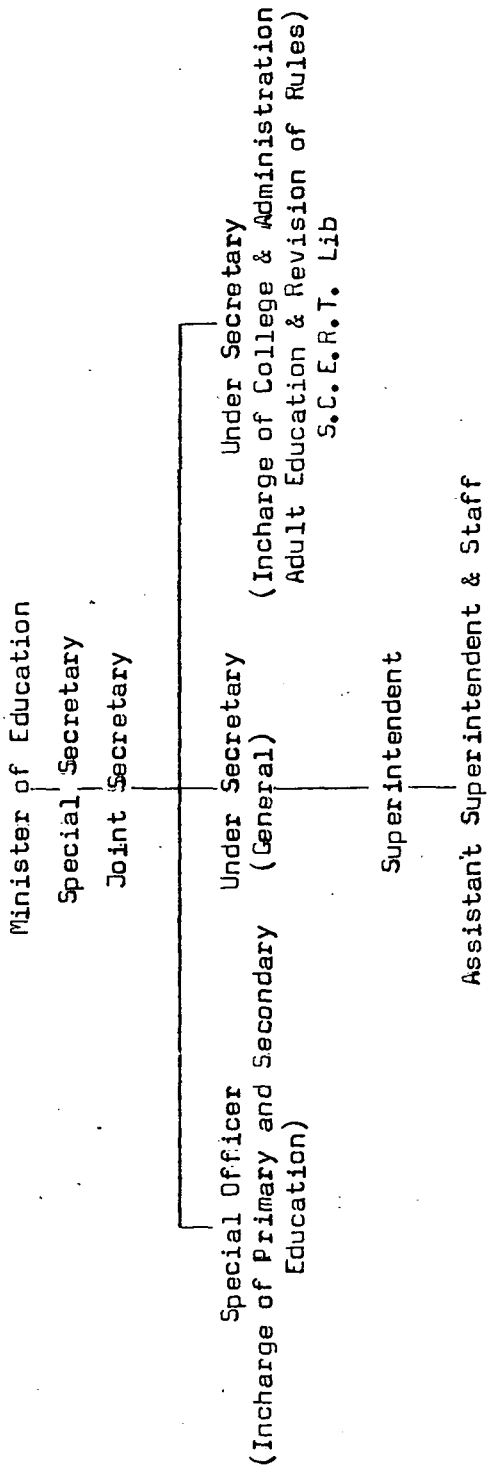 Minister of Education
Special Secretary
Joint Secretary
Special Officer
(Incharge of Primary and Secondary
Education)
Under Secretary
(General)
Under Secretary
(Incharge of College & Administration
Adult Education & Revision of Rules)
S.C.E.R.T. Lib
Superintendent
Assistant Superintendent & Staff